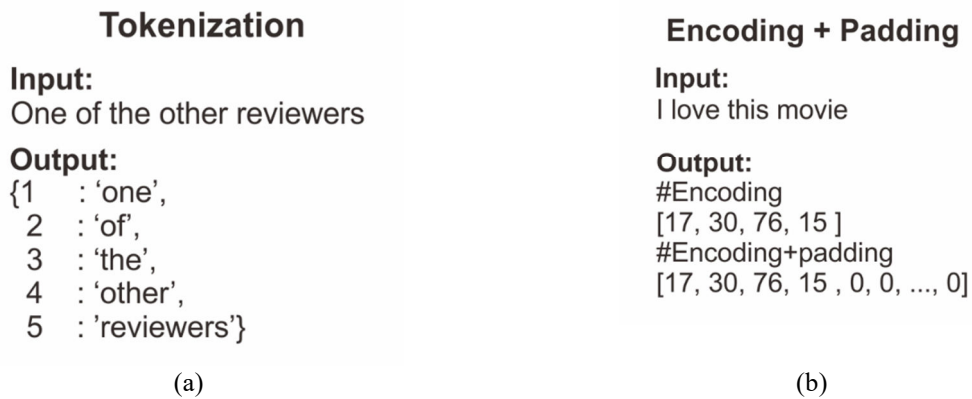 Tokenization
Input:
One of the other reviewers
Output:
{1 : ‘one’,
2 : ‘of’,
3 : ‘the’,
4 : ‘other’,
5 : ’reviewers’}
(a)
Encoding + Padding
Input:
I love this movie
Output:
#Encoding
[17, 30, 76, 15 ]
#Encoding+padding
[17, 30, 76, 15 , 0, 0, ..., 0]
(b)